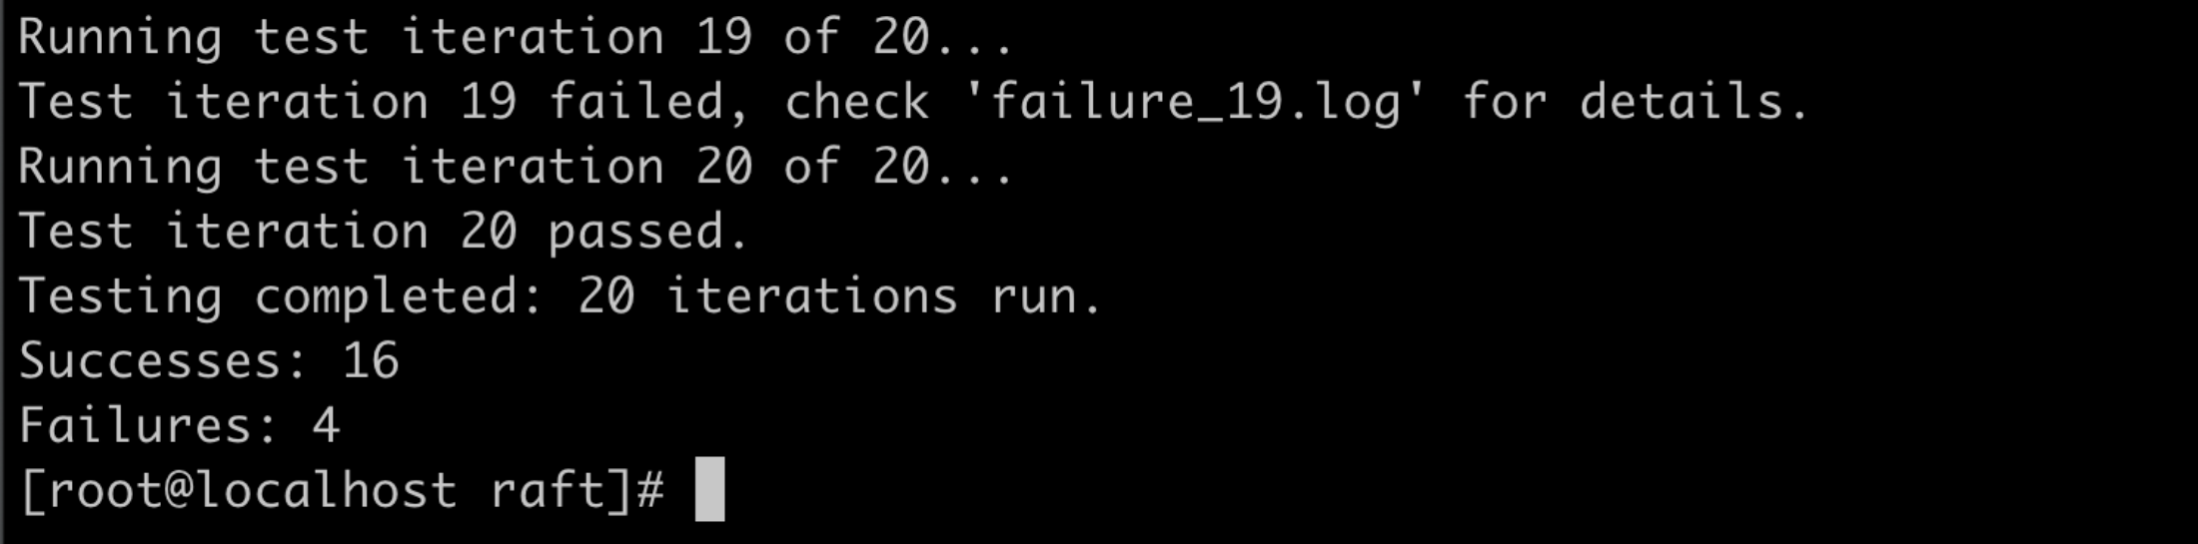 Running test iteration 19 of 20...
Test iteration 19 failed, check 'failure_19.log' for details.
Running test iteration 20 of 20...
Test iteration 20 passed.
Testing completed: 20 iterations run.
Successes: 16
Failures: 4
[root@localhost raft]#